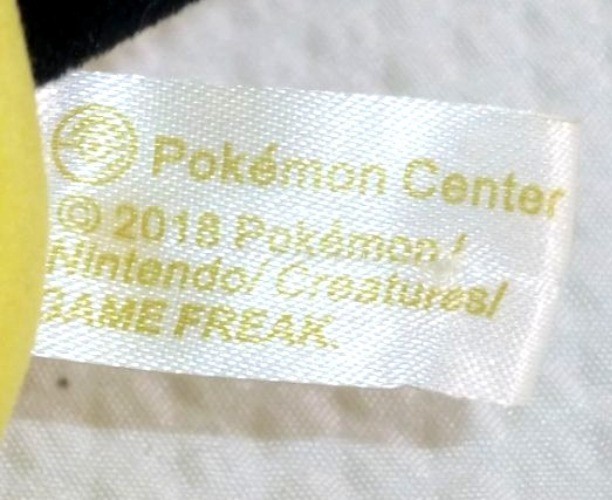 Pokémon Center
© 2018 Pokémon/
Nintendo/ Creatures/
GAME FREAK.